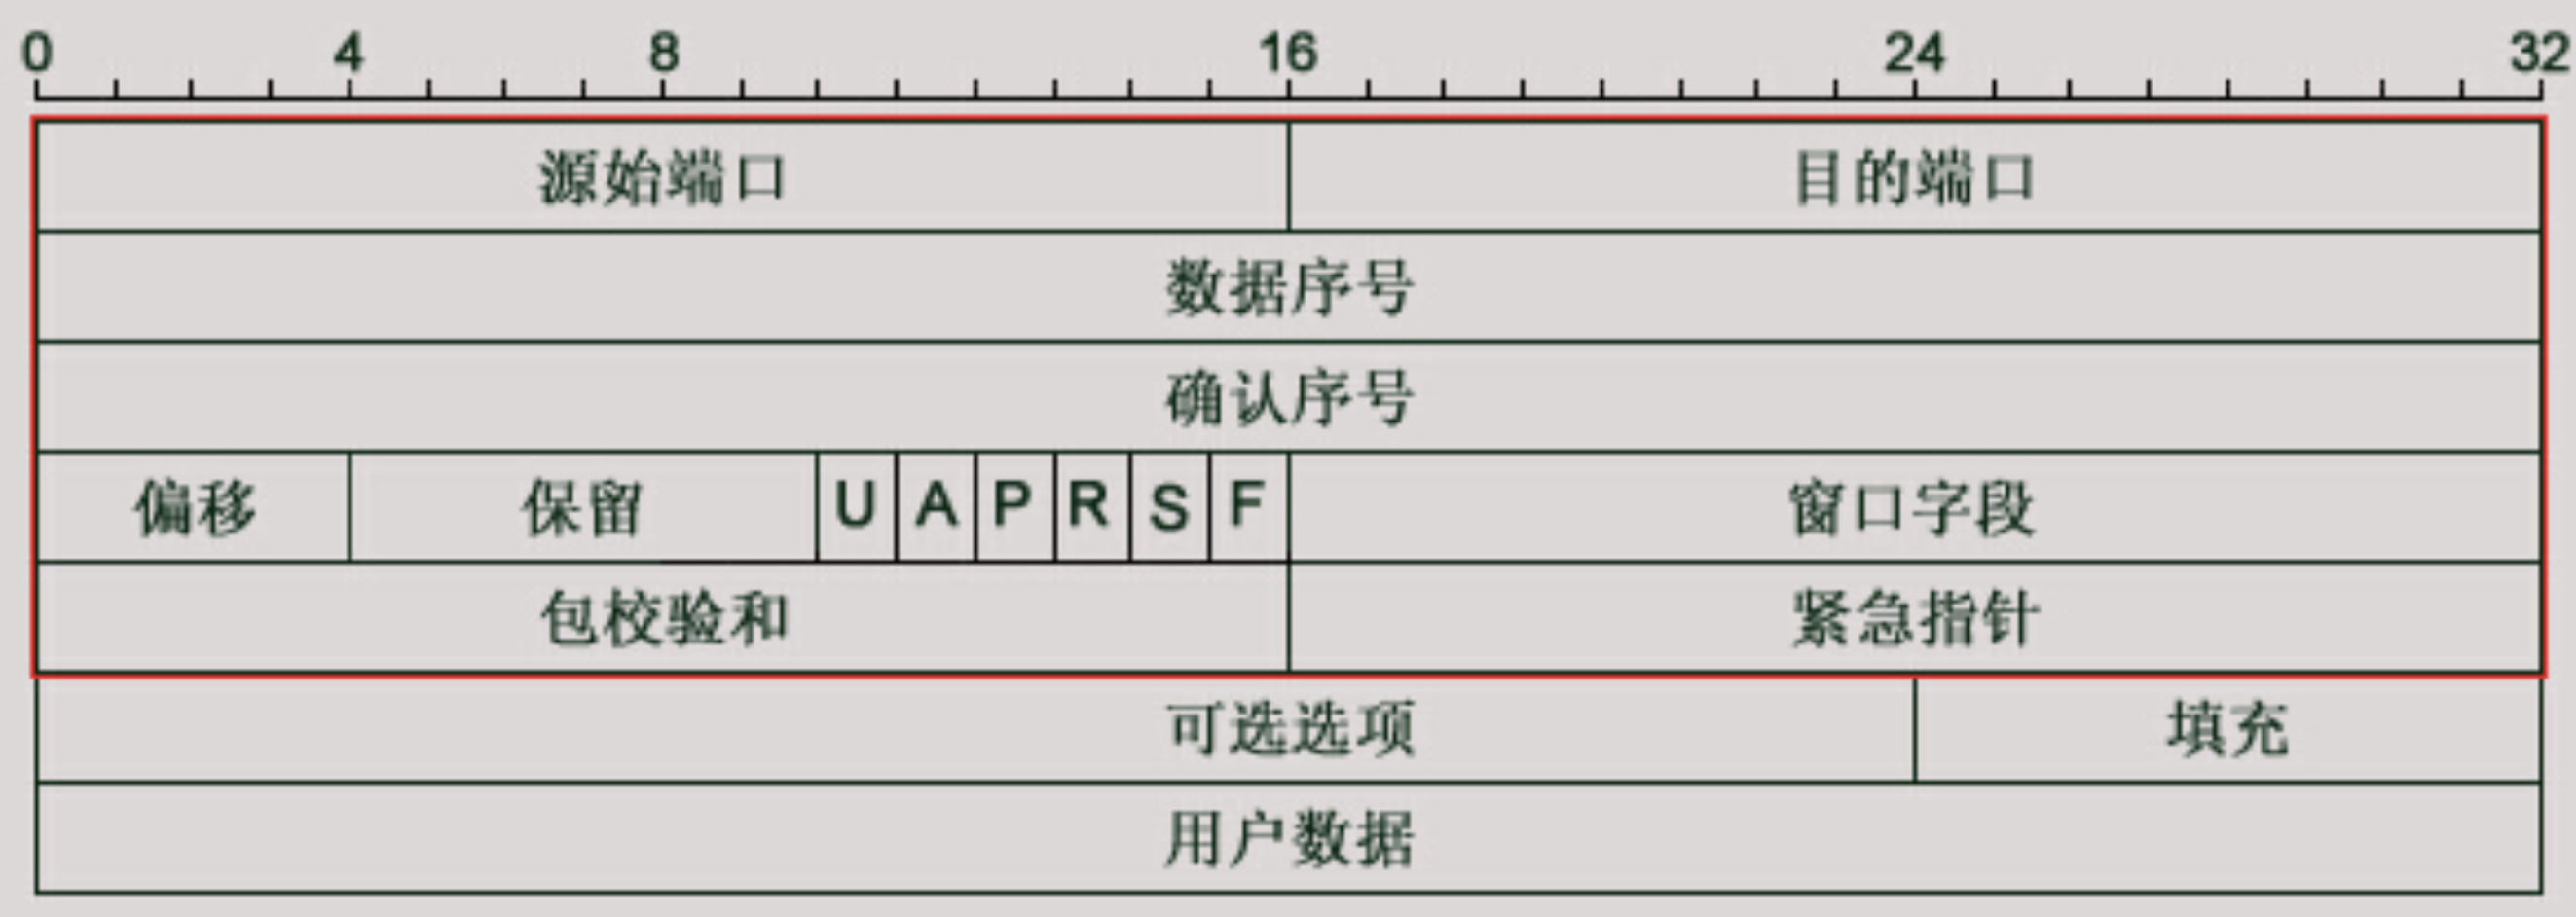 0 4 8 16 24 32
源始端口 目的端口
数据序号
确认序号
偏移 保留 U A P R S F 窗口字段
包校验和 紧急指针
可选选项 填充
用户数据